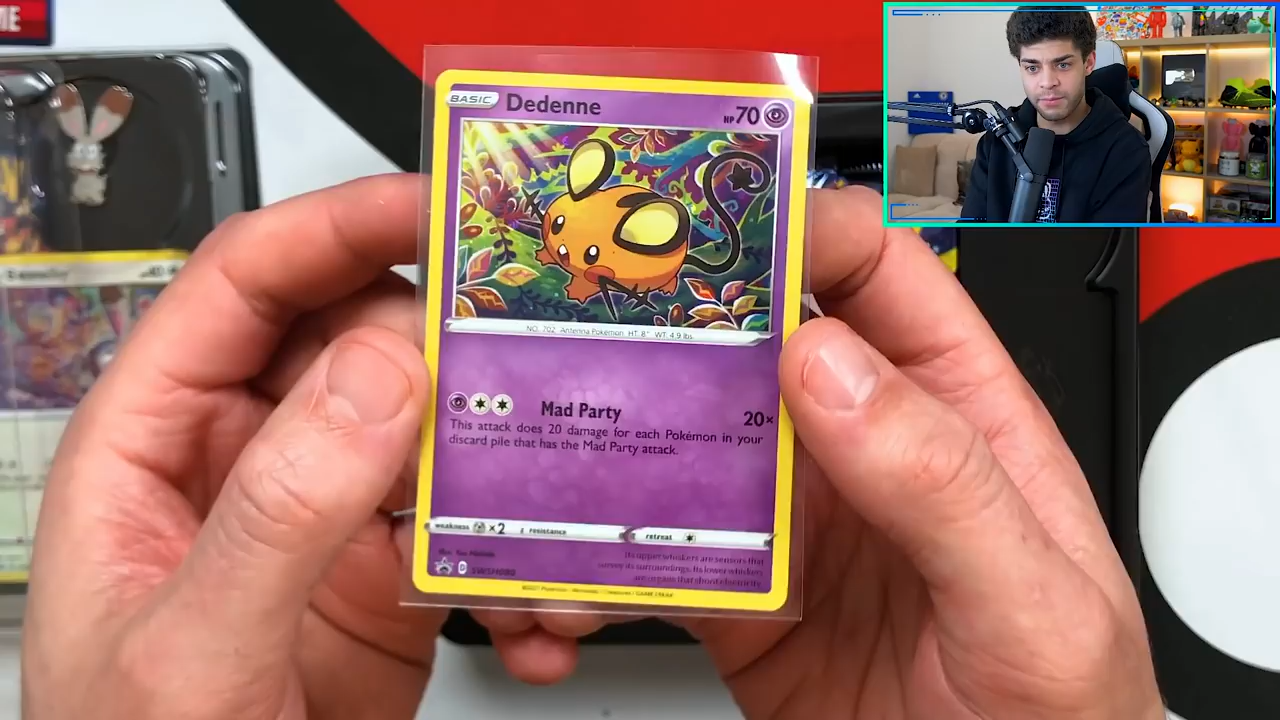 ME
BASIC Dedenne HP70
NO. 702 Antenna Pokémon HT: 8" WT: 4.9 lbs.
Mad Party 20×
This attack does 20 damage for each Pokémon in your
discard pile that has the Mad Party attack.
weakness ×2 resistance retreat
Its upper whiskers are sensors that
survey its surroundings. Its lower whiskers
are organs that shoot electricity.